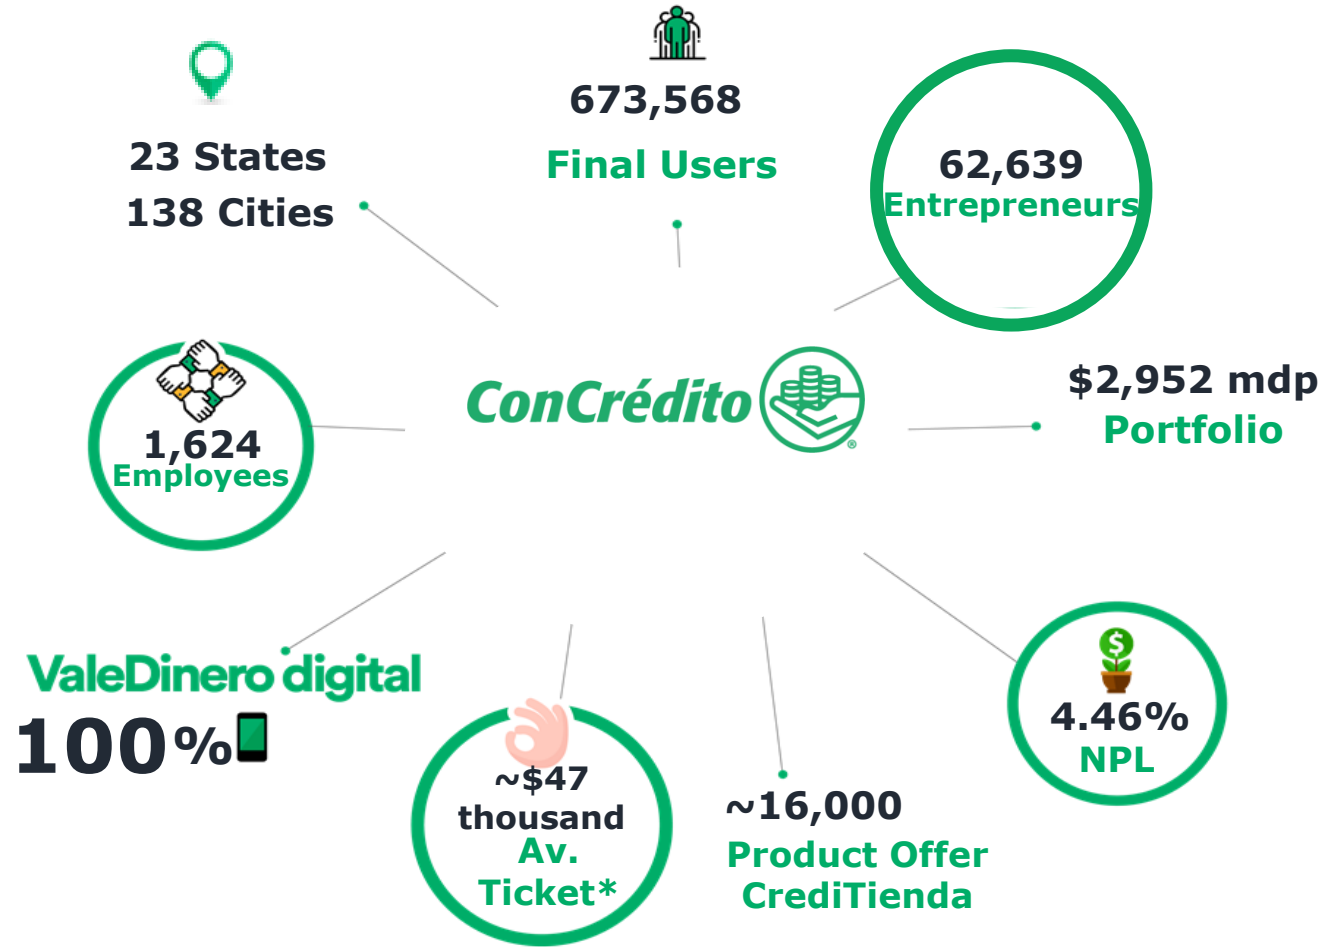 673,568
Final Users
23 States
138 Cities
62,639
Entrepreneurs
ConCrédito
®
$2,952 mdp
Portfolio
1,624
Employees
ValeDinero digital
100%
$
4.46%
NPL
~$47
thousand
Av.
Ticket*
~16,000
Product Offer
CrediTienda